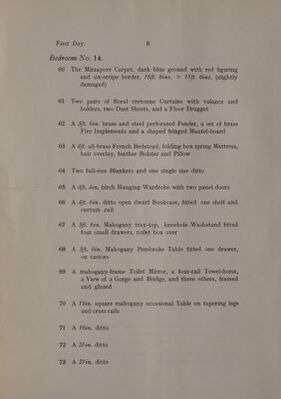 First Day. 8
Bedroom No. 14.
60 The Mirzapore Carpet, dark blue ground with red figuring
and six-stripe border, 16ft. 6ins. × 11ft. 6ins. (slightly
damaged)
61 Two pairs of floral cretonne Curtains with valance and
holders, two Dust Sheets, and a Floor Drugget
62 A 3ft. 6in. brass and steel perforated Fender, a set of brass
Fire Implements and a shaped fringed Mantel-board
63 A 4ft. all-brass French Bedstead, folding box spring Mattress,
hair overlay, feather Bolster and Pillow
64 Two full-size Blankets and one single size ditto
65 A 4ft. 4in. birch Hanging Wardrobe with two panel doors
66 A 4ft. 6in. ditto open dwarf Bookcase, fitted one shelf and
curtain rail
67 A 3ft. 6in. Mahogany tray-top, kneehole Washstand fitted
four small drawers, toilet box over
68 A 3ft. 0in. Mahogany Pembroke Table fitted one drawer,
on castors
69 A mahogany-frame Toilet Mirror, a four-rail Towel-horse,
a View of a Gorge and Bridge, and three others, framed
and glazed
70 A 15in. square mahogany occasional Table on tapering legs
and cross rails
71 A 16in. ditto
72 A 21in. ditto
73 A 21in. ditto